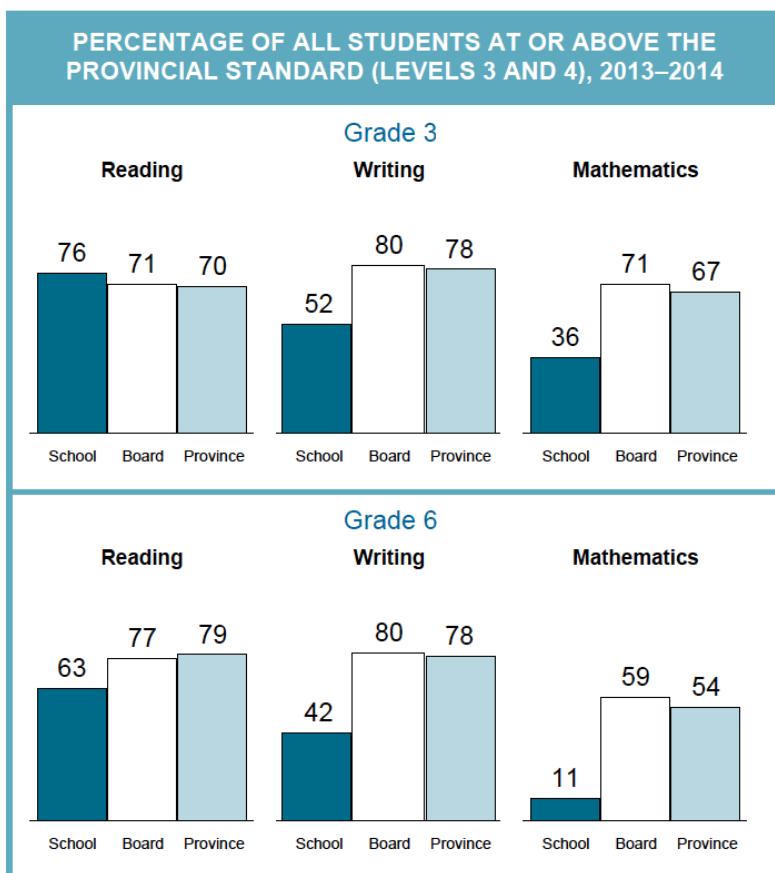 PERCENTAGE OF ALL STUDENTS AT OR ABOVE THE
PROVINCIAL STANDARD (LEVELS 3 AND 4), 2013–2014
Grade 3
Reading Writing Mathematics
76 71 70 52 80 78 36 71 67
School Board Province School Board Province School Board Province
Grade 6
Reading Writing Mathematics
63 77 79 42 80 78 11 59 54
School Board Province School Board Province School Board Province